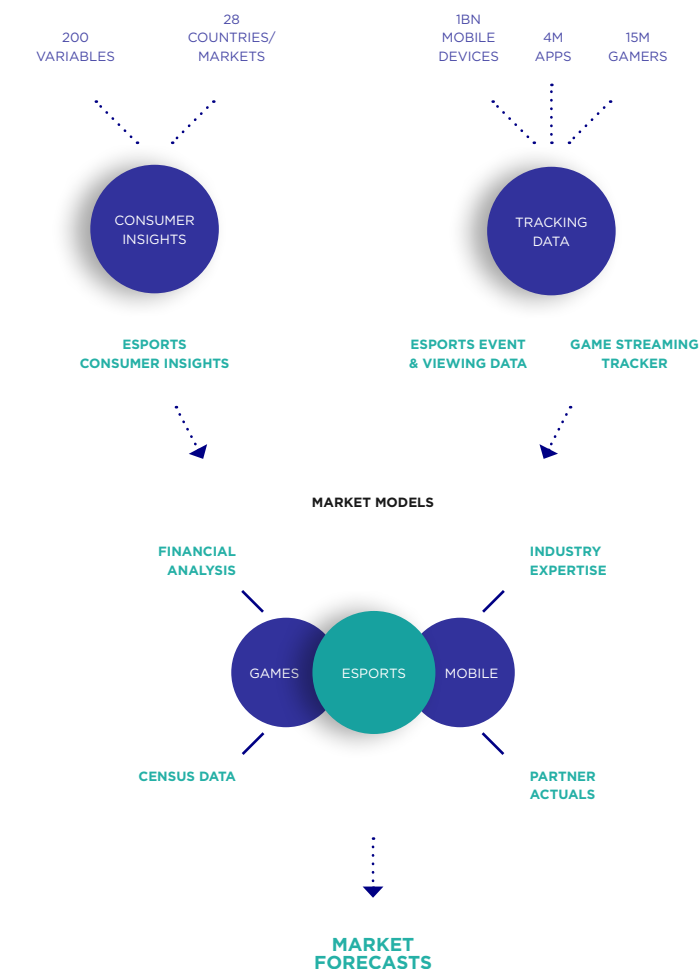 200
VARIABLES
28
COUNTRIES/
MARKETS
1BN
MOBILE
DEVICES
4M
APPS
15M
GAMERS
CONSUMER
INSIGHTS
TRACKING
DATA
ESPORTS
CONSUMER INSIGHTS
ESPORTS EVENT
& VIEWING DATA
GAME STREAMING
TRACKER
MARKET MODELS
FINANCIAL
ANALYSIS
INDUSTRY
EXPERTISE
GAMES
ESPORTS
MOBILE
CENSUS DATA
PARTNER
ACTUALS
MARKET
FORECASTS